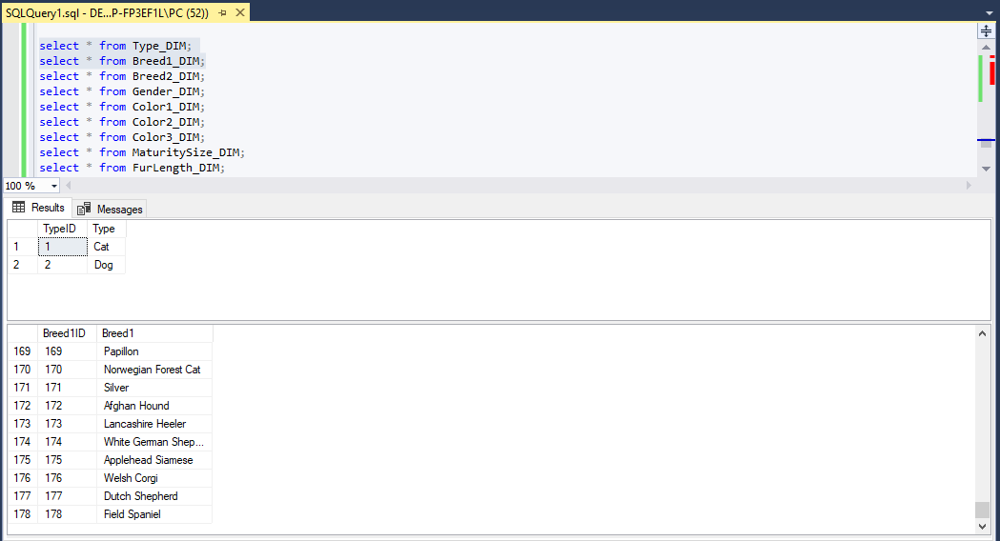 SQLQuery1.sql - DE...P-FP3EF1L\PC (52))
select * from Type_DIM;
select * from Breed1_DIM;
select * from Breed2_DIM;
select * from Gender_DIM;
select * from Color1_DIM;
select * from Color2_DIM;
select * from Color3_DIM;
select * from MaturitySize_DIM;
select * from FurLength_DIM;
100 %
Results Messages
TypeID Type
1 1 Cat
2 2 Dog
Breed1ID Breed1
169 169 Papillon
170 170 Norwegian Forest Cat
171 171 Silver
172 172 Afghan Hound
173 173 Lancashire Heeler
174 174 White German Shep...
175 175 Applehead Siamese
176 176 Welsh Corgi
177 177 Dutch Shepherd
178 178 Field Spaniel